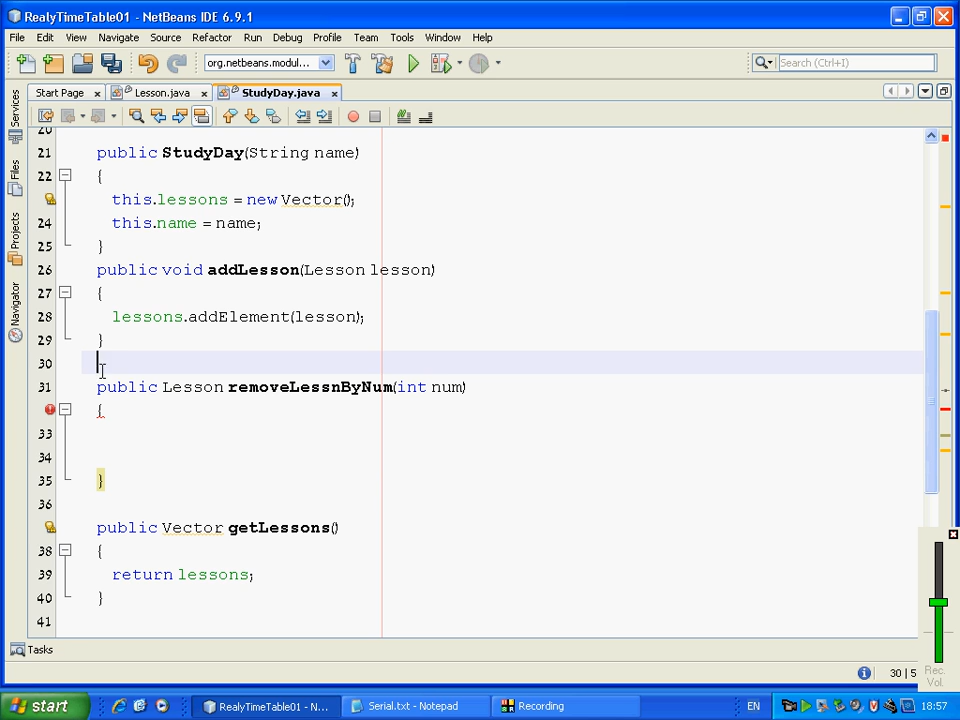 RealyTimeTable01 - NetBeans IDE 6.9.1
File Edit View Navigate Source Refactor Run Debug Profile Team Tools Window Help
org.netbeans.modul... Search (Ctrl+I)
Start Page Lesson.java StudyDay.java
Services
Files
Projects
Navigator
20
21 public StudyDay(String name)
22 {
this.lessons = new Vector();
24 this.name = name;
25 }
26 public void addLesson(Lesson lesson)
27 {
28 lessons.addElement(lesson);
29 }
30
31 public Lesson removeLessnByNum(int num)
{
33
34
35 }
36
public Vector getLessons()
38 {
39 return lessons;
40 }
41
Tasks
30 | 5
Rec.
Vol.
start RealyTimeTable01 - N... Serial.txt - Notepad Recording EN 18:57